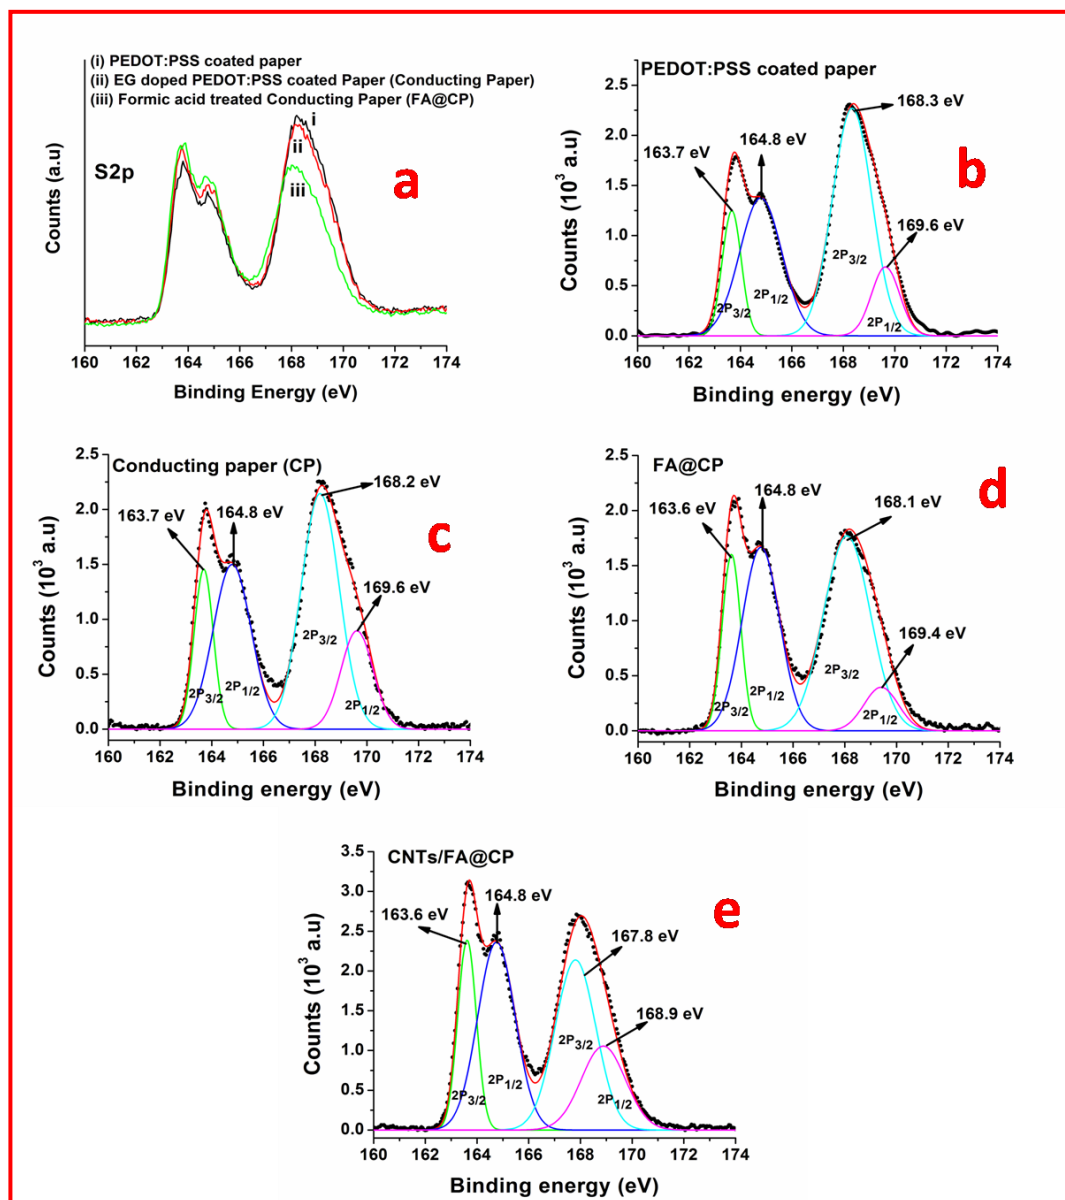 (i) PEDOT:PSS coated paper
(ii) EG doped PEDOT:PSS coated Paper (Conducting Paper)
(iii) Formic acid treated Conducting Paper (FA@CP)
S2p
i
ii
iii
a
Counts (a.u)
160 162 164 166 168 170 172 174
Binding Energy (eV)
PEDOT:PSS coated paper
b
168.3 eV
163.7 eV
164.8 eV
169.6 eV
2P3/2
2P1/2
2P3/2
2P1/2
Counts (10³ a.u)
2.5
2.0
1.5
1.0
0.5
0.0
160 162 164 166 168 170 172 174
Binding energy (eV)
Conducting paper (CP)
c
168.2 eV
163.7 eV
164.8 eV
169.6 eV
2P3/2
2P1/2
2P3/2
2P1/2
Counts (10³ a.u)
2.5
2.0
1.5
1.0
0.5
0.0
160 162 164 166 168 170 172 174
Binding energy (eV)
FA@CP
d
163.6 eV
164.8 eV
168.1 eV
169.4 eV
2P3/2
2P1/2
2P3/2
2P1/2
Counts (10³ a.u)
2.5
2.0
1.5
1.0
0.5
0.0
160 162 164 166 168 170 172 174
Binding energy (eV)
CNTs/FA@CP
e
163.6 eV
164.8 eV
167.8 eV
168.9 eV
2P3/2
2P1/2
2P3/2
2P1/2
Counts (10³ a.u)
3.5
3.0
2.5
2.0
1.5
1.0
0.5
0.0
160 162 164 166 168 170 172 174
Binding energy (eV)